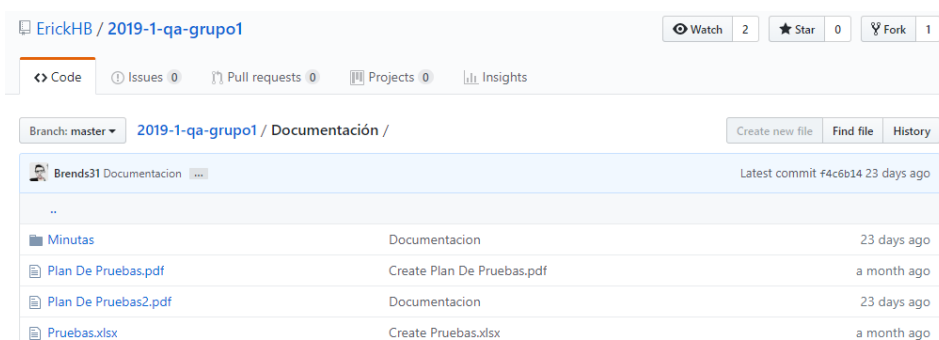 ErickHB / 2019-1-qa-grupo1 Watch 2 Star 0 Fork 1
Code Issues 0 Pull requests 0 Projects 0 Insights
Branch: master 2019-1-qa-grupo1 / Documentación / Create new file Find file History
Brends31 Documentacion ... Latest commit f4c6b14 23 days ago
..
Minutas Documentacion 23 days ago
Plan De Pruebas.pdf Create Plan De Pruebas.pdf a month ago
Plan De Pruebas2.pdf Documentacion 23 days ago
Pruebas.xlsx Create Pruebas.xlsx a month ago